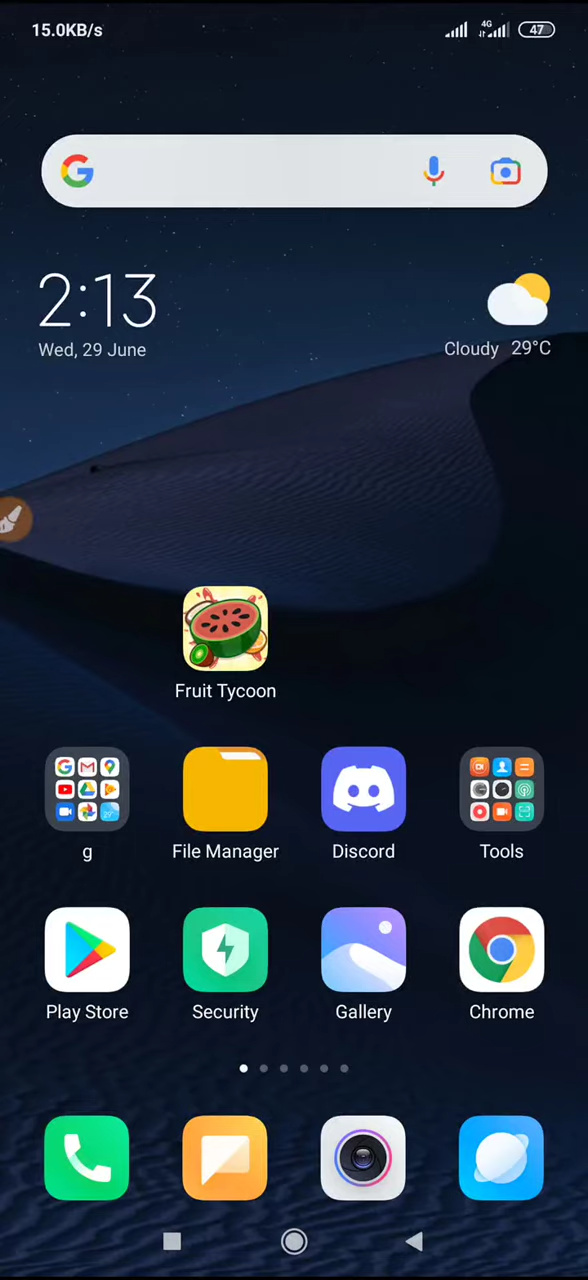 15.0KB/s 4G 47
2:13
Wed, 29 June
Cloudy 29°C
Fruit Tycoon
g File Manager Discord Tools
Play Store Security Gallery Chrome